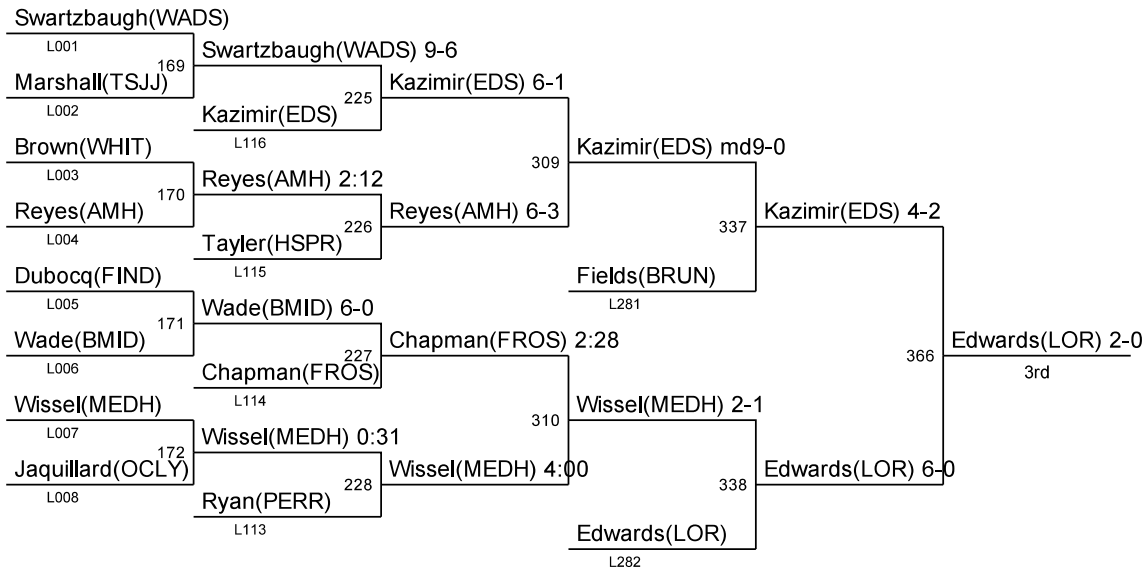 Swartzbaugh(WADS)
L001
169
Swartzbaugh(WADS) 9-6
Marshall(TSJJ)
L002
225
Kazimir(EDS) 6-1
Kazimir(EDS)
L116
Brown(WHIT)
L003
309
Kazimir(EDS) md9-0
170
Reyes(AMH) 2:12
Reyes(AMH)
L004
226
Reyes(AMH) 6-3
337
Kazimir(EDS) 4-2
Tayler(HSPR)
L115
Dubocq(FIND)
L005
Fields(BRUN)
L281
171
Wade(BMID) 6-0
Wade(BMID)
L006
227
Chapman(FROS) 2:28
366
Edwards(LOR) 2-0
3rd
Chapman(FROS)
L114
Wissel(MEDH)
L007
310
Wissel(MEDH) 2-1
172
Wissel(MEDH) 0:31
Jaquillard(OCLY)
L008
228
Wissel(MEDH) 4:00
338
Edwards(LOR) 6-0
Ryan(PERR)
L113
Edwards(LOR)
L282